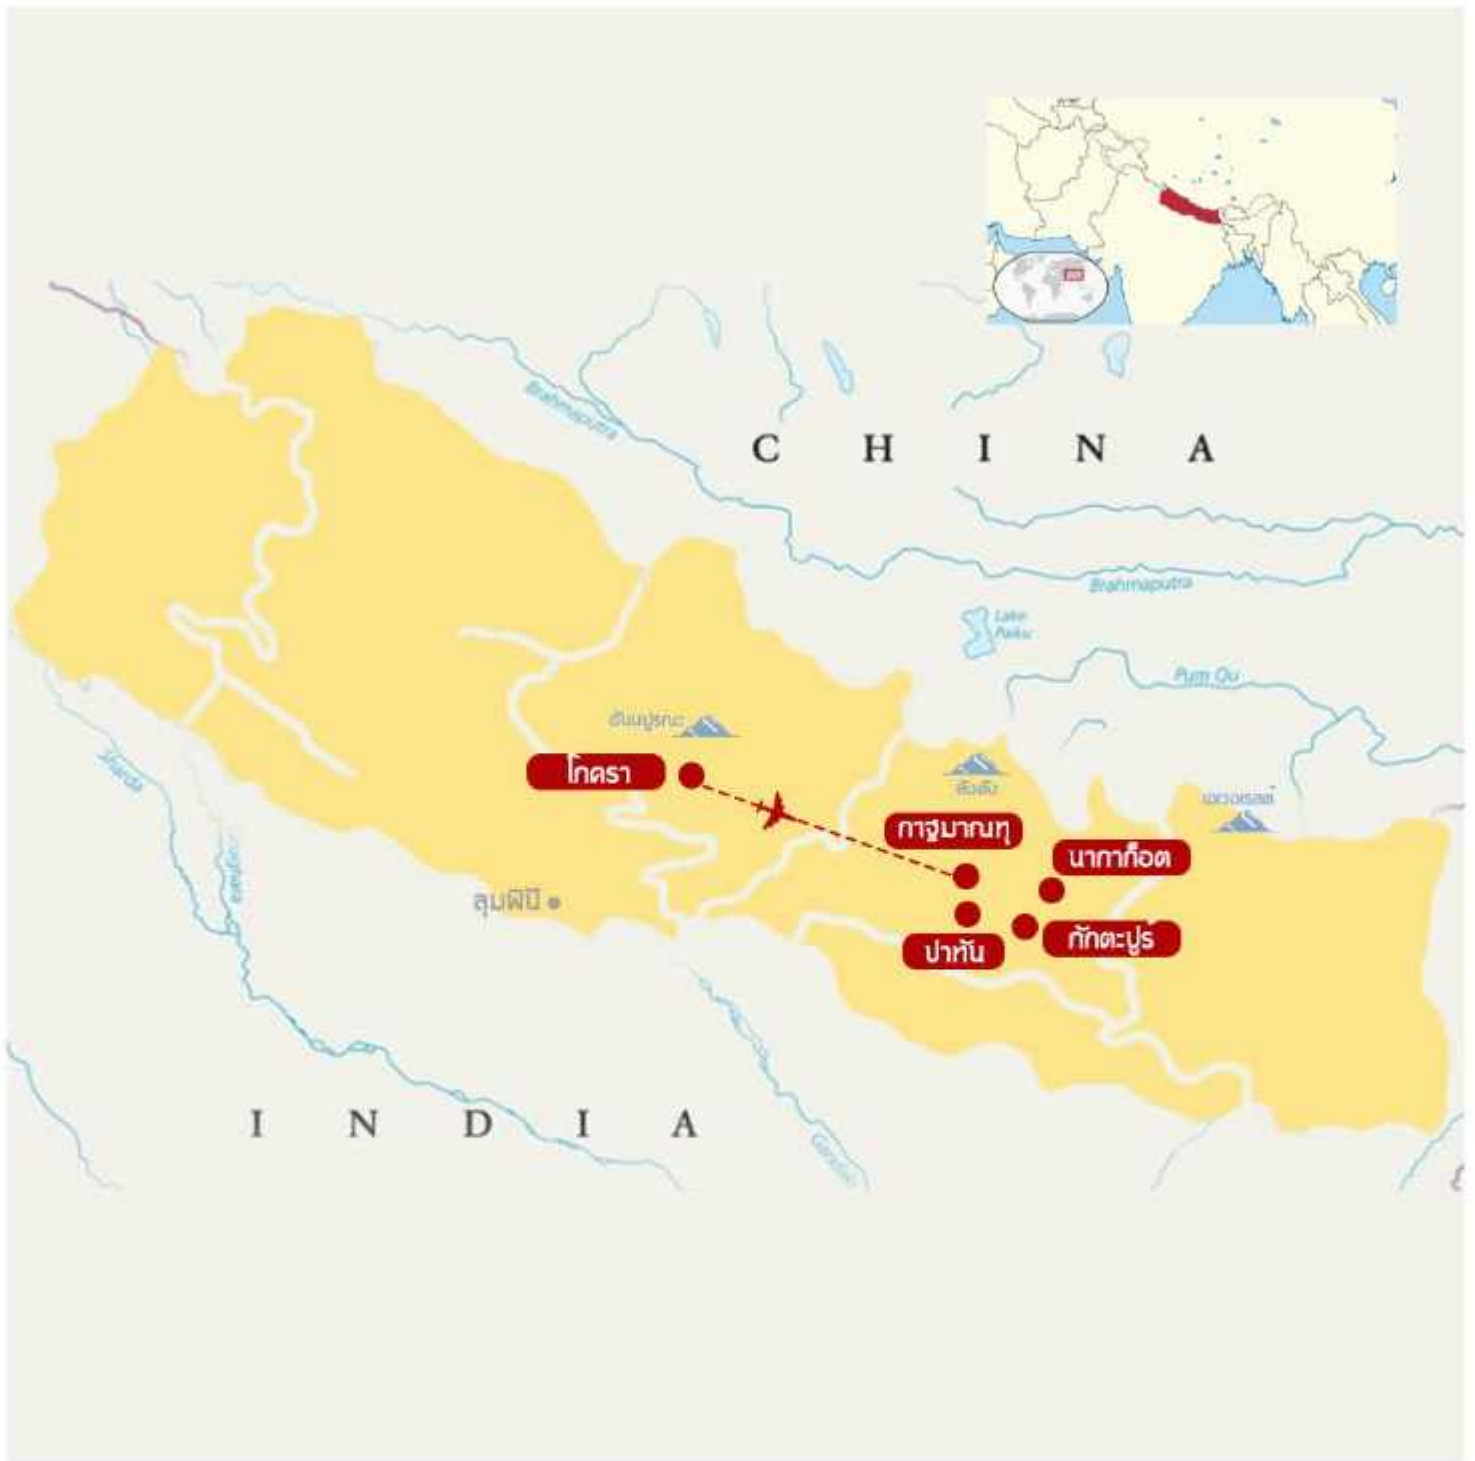 Brahmaputra
C H I N A
Brahmaputra
Lake
Paiku
Pum Qu
อันนปูรณะ
โภครา
ลังตัง
เอเวอเรสต์
กาฐมาณฑุ
นากาก็อต
ลุมพินี
ปาทัน
ภักตะปูร์
Sharda
Ghaghara
I N D I A
Gandaki